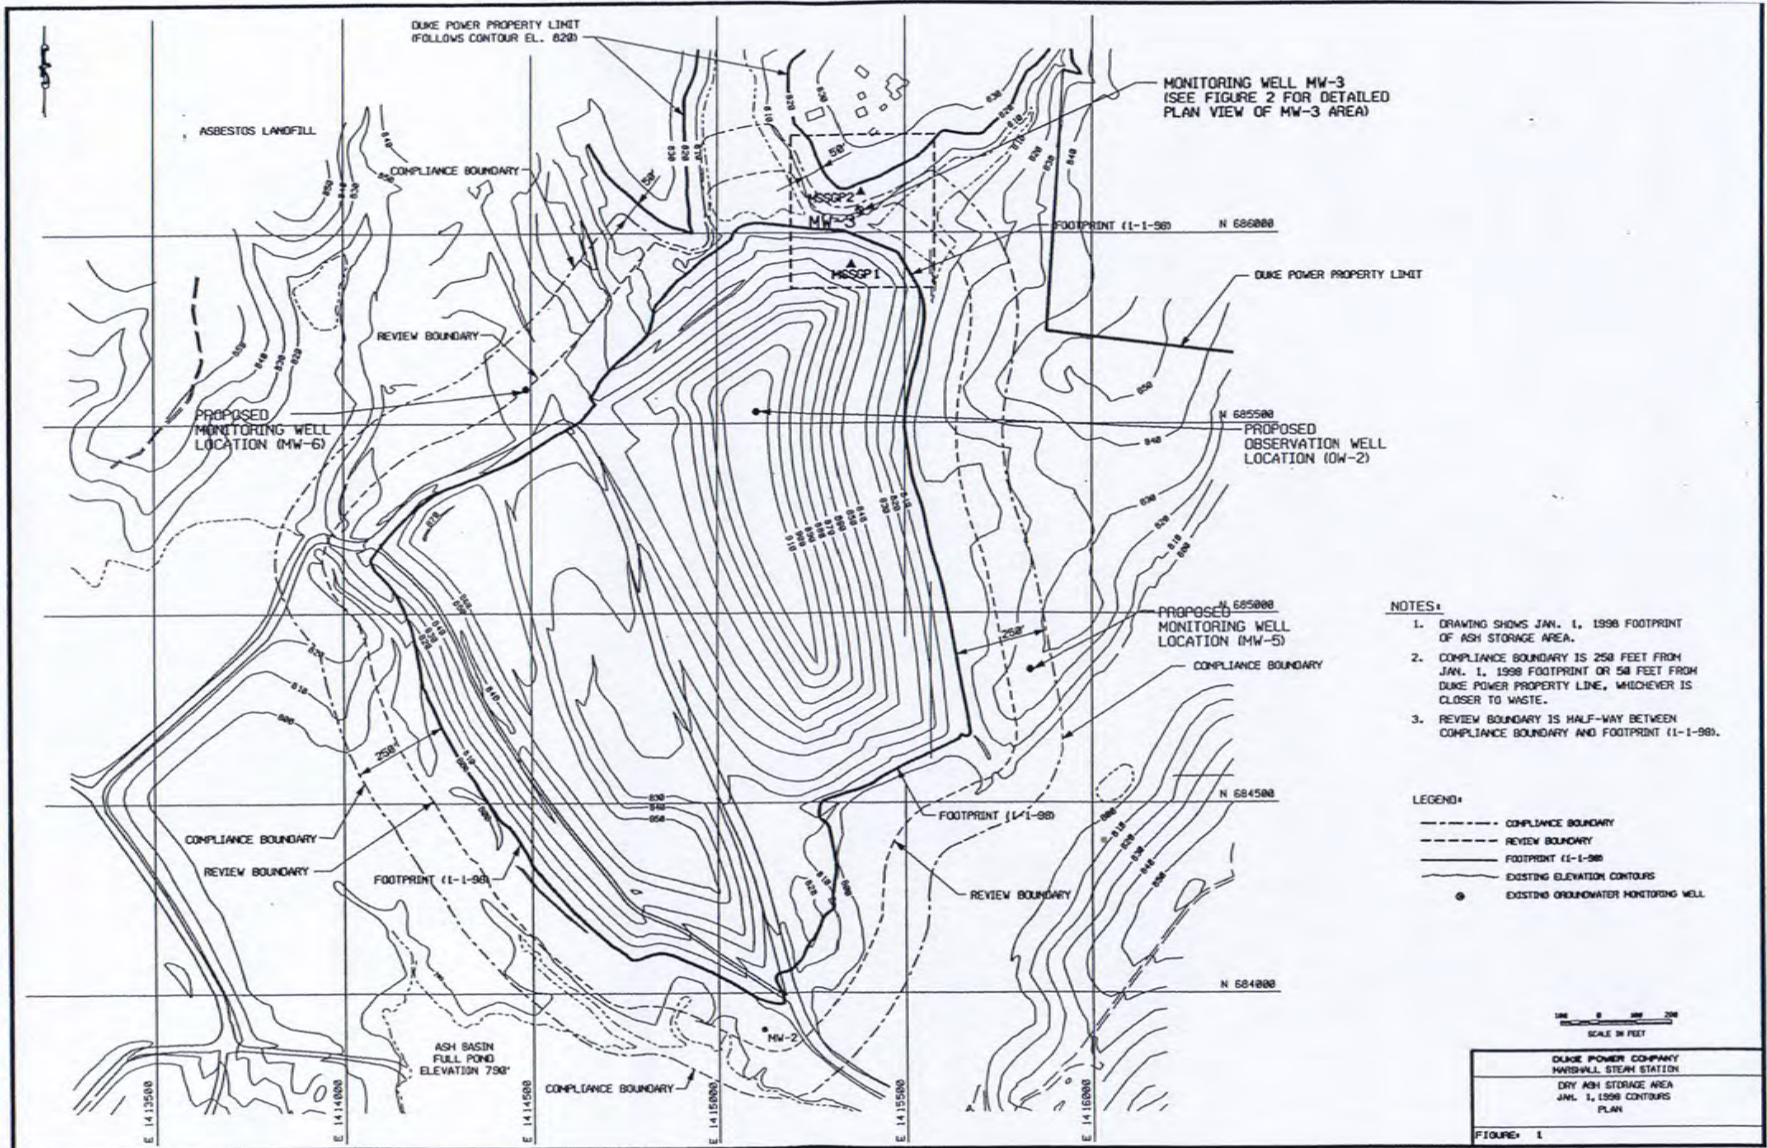 DUKE POWER PROPERTY LIMIT
(FOLLOWS CONTOUR EL. 820)
MONITORING WELL MW-3
(SEE FIGURE 2 FOR DETAILED
PLAN VIEW OF MW-3 AREA)
ASBESTOS LANDFILL
COMPLIANCE BOUNDARY
50'
50'
MSSGP2
MW-3
FOOTPRINT (1-1-98)
N 686000
MSSGP1
DUKE POWER PROPERTY LIMIT
REVIEW BOUNDARY
PROPOSED
MONITORING WELL
LOCATION (MW-6)
N 685500
PROPOSED
OBSERVATION WELL
LOCATION (OW-2)
N 685000
PROPOSED
MONITORING WELL
LOCATION (MW-5)
250'
COMPLIANCE BOUNDARY
NOTES:
1. DRAWING SHOWS JAN. 1, 1998 FOOTPRINT
OF ASH STORAGE AREA.
2. COMPLIANCE BOUNDARY IS 250 FEET FROM
JAN. 1, 1998 FOOTPRINT OR 50 FEET FROM
DUKE POWER PROPERTY LINE, WHICHEVER IS
CLOSER TO WASTE.
3. REVIEW BOUNDARY IS HALF-WAY BETWEEN
COMPLIANCE BOUNDARY AND FOOTPRINT (1-1-98).
250'
N 684500
FOOTPRINT (1-1-98)
COMPLIANCE BOUNDARY
REVIEW BOUNDARY
FOOTPRINT (1-1-98)
REVIEW BOUNDARY
LEGEND:
COMPLIANCE BOUNDARY
REVIEW BOUNDARY
FOOTPRINT (1-1-98)
EXISTING ELEVATION CONTOURS
EXISTING GROUNDWATER MONITORING WELL
N 684000
MW-2
ASH BASIN
FULL POND
ELEVATION 790'
COMPLIANCE BOUNDARY
E 1413500
E 1414000
E 1414500
E 1415000
E 1415500
E 1416000
100 0 100 200
SCALE IN FEET
DUKE POWER COMPANY
MARSHALL STEAM STATION
DRY ASH STORAGE AREA
JAN. 1, 1998 CONTOURS
PLAN
FIGURE: 1